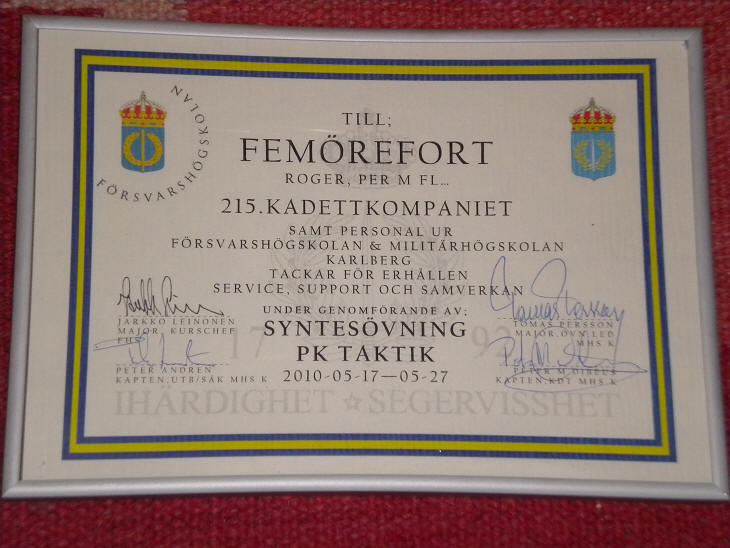 FÖRSVARSHÖGSKOLAN
TILL;
FEMÖREFORT
ROGER, PER M FL...
215.KADETTKOMPANIET
SAMT PERSONAL UR
FÖRSVARSHÖGSKOLAN & MILITÄRHÖGSKOLAN
KARLBERG
TACKAR FÖR ERHÅLLEN
SERVICE, SUPPORT OCH SAMVERKAN
UNDER GENOMFÖRANDE AV;
SYNTESÖVNING
PK TAKTIK
2010-05-17—05-27
JARKKO LEINONEN
MAJOR, KURSCHEF
FHS
TOMAS PERSSON
MAJOR,ÖVN.LED
MHS K
PETER ANDRÉN
KAPTEN,UTB/SÄK MHS K
PETER M
KAPTEN,KDT MHS K
17 92
IHÄRDIGHET ☆ SEGERVISSHET